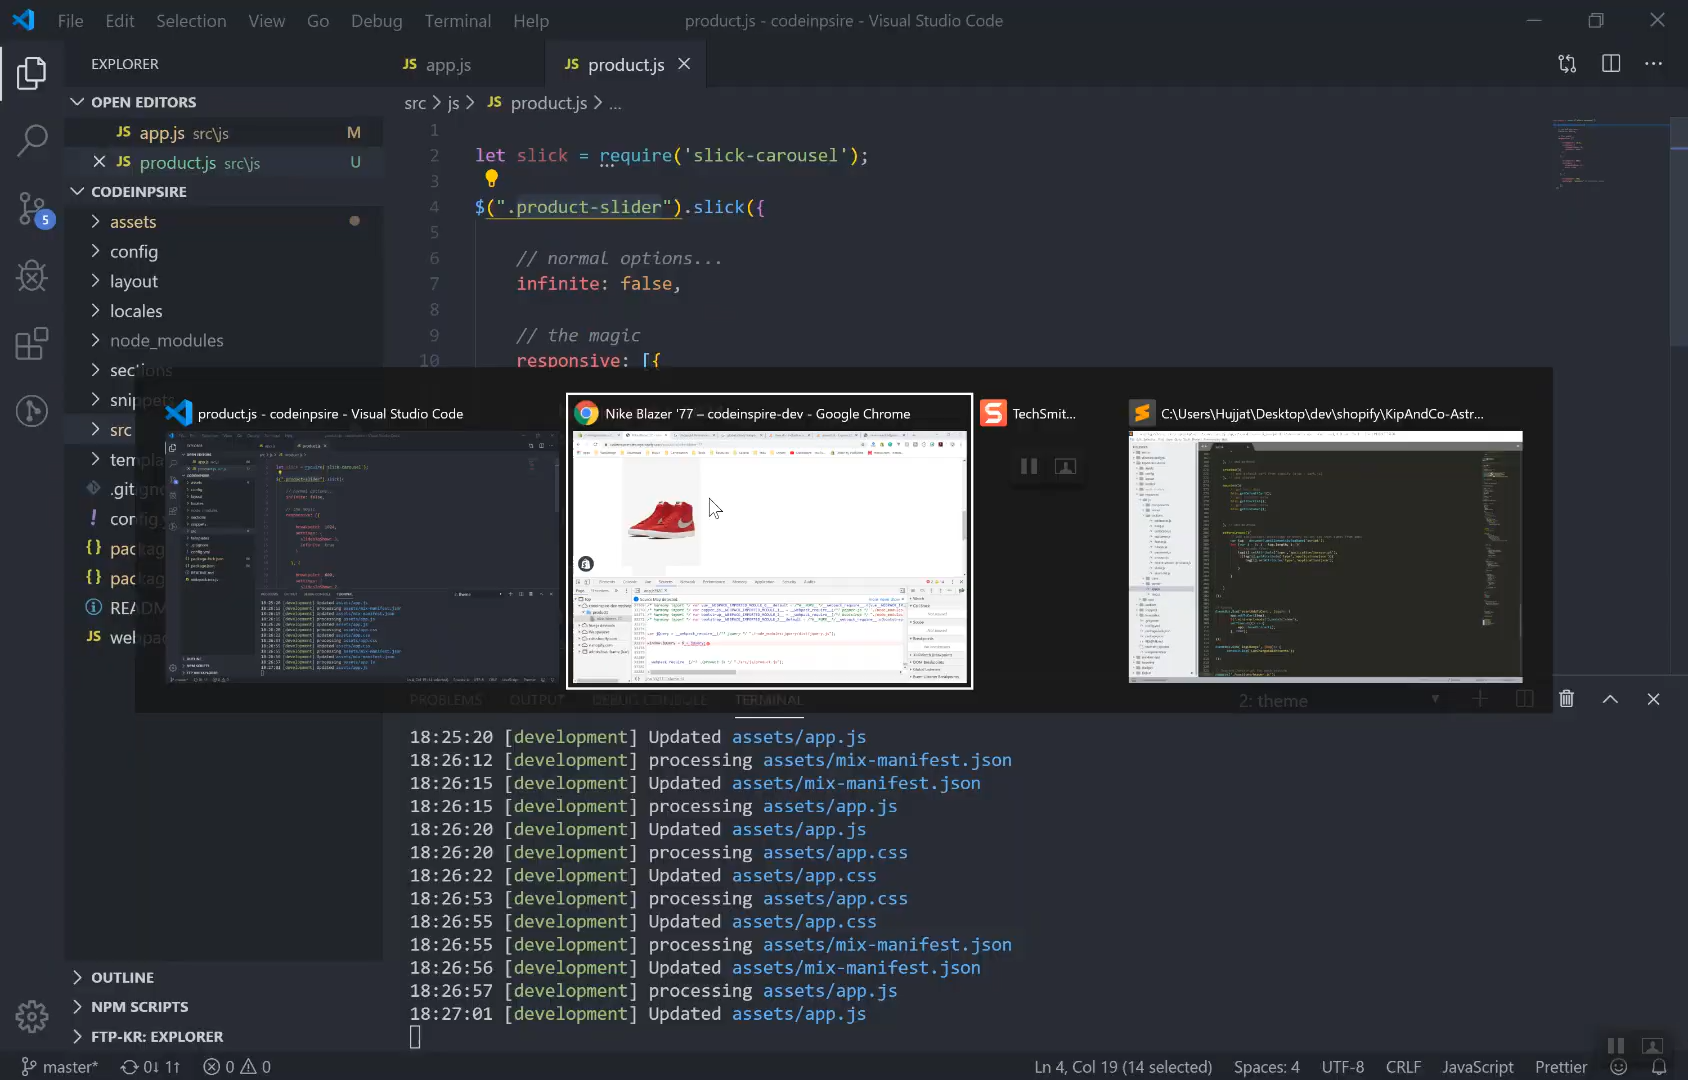 File Edit Selection View Go Debug Terminal Help
product.js - codeinpsire - Visual Studio Code
EXPLORER
OPEN EDITORS
JS app.js src\js M
JS product.js src\js U
CODEINPSIRE
assets
config
layout
locales
node_modules
sections
snippets
src
templa
.gitigno
! config.y
{ } packag
{ } packag
READM
JS webpac
OUTLINE
NPM SCRIPTS
FTP-KR: EXPLORER
JS app.js
JS product.js
src > js > JS product.js > ...
1
2 let slick = require('slick-carousel');
3
4 $(".product-slider").slick({
5
6 // normal options...
7 infinite: false,
8
9 // the magic
10 responsive: [{
product.js - codeinpsire - Visual Studio Code
Nike Blazer '77 – codeinspire-dev - Google Chrome
TechSmit...
C:\Users\Hujjat\Desktop\dev\shopify\KipAndCo-Astr...
PROBLEMS OUTPUT DEBUG CONSOLE TERMINAL
2: theme
18:25:20 [development] Updated assets/app.js
18:26:12 [development] processing assets/mix-manifest.json
18:26:15 [development] Updated assets/mix-manifest.json
18:26:15 [development] processing assets/app.js
18:26:20 [development] Updated assets/app.js
18:26:20 [development] processing assets/app.css
18:26:22 [development] Updated assets/app.css
18:26:53 [development] processing assets/app.css
18:26:55 [development] Updated assets/app.css
18:26:55 [development] processing assets/mix-manifest.json
18:26:56 [development] Updated assets/mix-manifest.json
18:26:57 [development] processing assets/app.js
18:27:01 [development] Updated assets/app.js
5
master* 0↓ 1↑ 0 0
Ln 4, Col 19 (14 selected) Spaces: 4 UTF-8 CRLF JavaScript Prettier